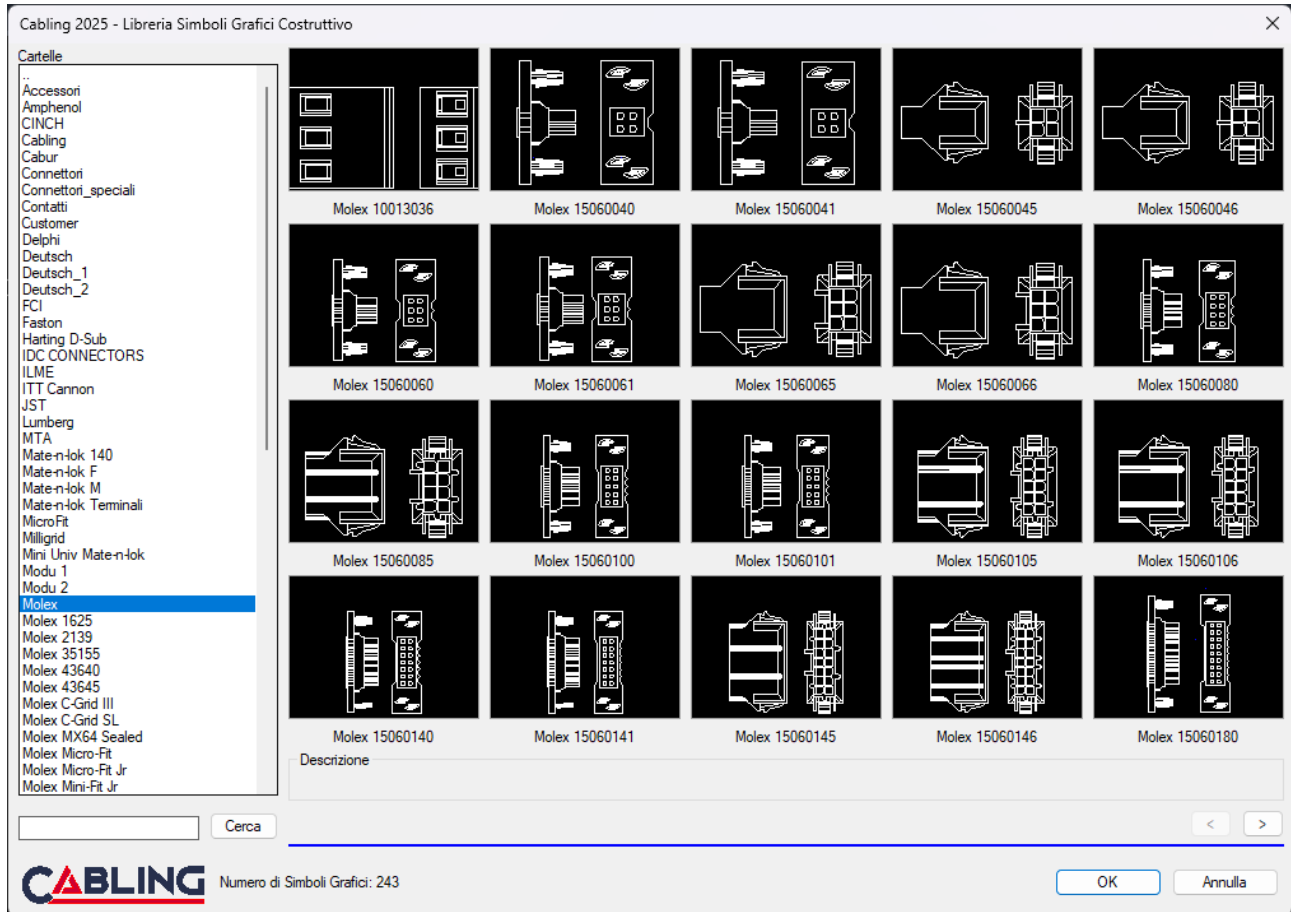 Cabling 2025 - Libreria Simboli Grafici Costruttivo
Cartelle
..
Accessori
Amphenol
CINCH
Cabling
Cabur
Connettori
Connettori_speciali
Contatti
Customer
Delphi
Deutsch
Deutsch_1
Deutsch_2
FCI
Faston
Harting D-Sub
IDC CONNECTORS
ILME
ITT Cannon
JST
Lumberg
MTA
Mate-n-lok 140
Mate-n-lok F
Mate-n-lok M
Mate-n-lok Terminali
MicroFit
Milligrid
Mini Univ Mate-n-lok
Modu 1
Modu 2
Molex
Molex 1625
Molex 2139
Molex 35155
Molex 43640
Molex 43645
Molex C-Grid III
Molex C-Grid SL
Molex MX64 Sealed
Molex Micro-Fit
Molex Micro-Fit Jr
Molex Mini-Fit Jr
Molex 10013036 Molex 15060040 Molex 15060041 Molex 15060045 Molex 15060046
Molex 15060060 Molex 15060061 Molex 15060065 Molex 15060066 Molex 15060080
Molex 15060085 Molex 15060100 Molex 15060101 Molex 15060105 Molex 15060106
Molex 15060140 Molex 15060141 Molex 15060145 Molex 15060146 Molex 15060180
Descrizione
Cerca
< >
CABLING
Numero di Simboli Grafici: 243
OK Annulla